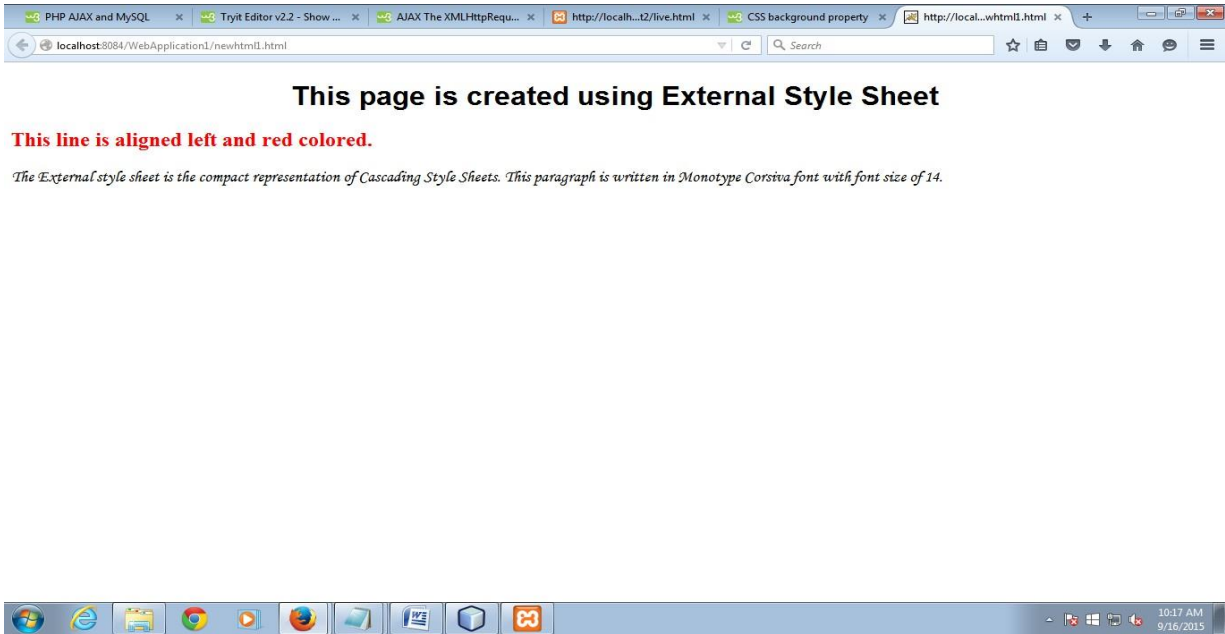 PHP AJAX and MySQL
Tryit Editor v2.2 - Show ...
AJAX The XMLHttpRequ...
http://localh...t2/live.html
CSS background property
http://local...whtml1.html
localhost:8084/WebApplication1/newhtml1.html
Search
This page is created using External Style Sheet
This line is aligned left and red colored.
The External style sheet is the compact representation of Cascading Style Sheets. This paragraph is written in Monotype Corsiva font with font size of 14.
10:17 AM
9/16/2015